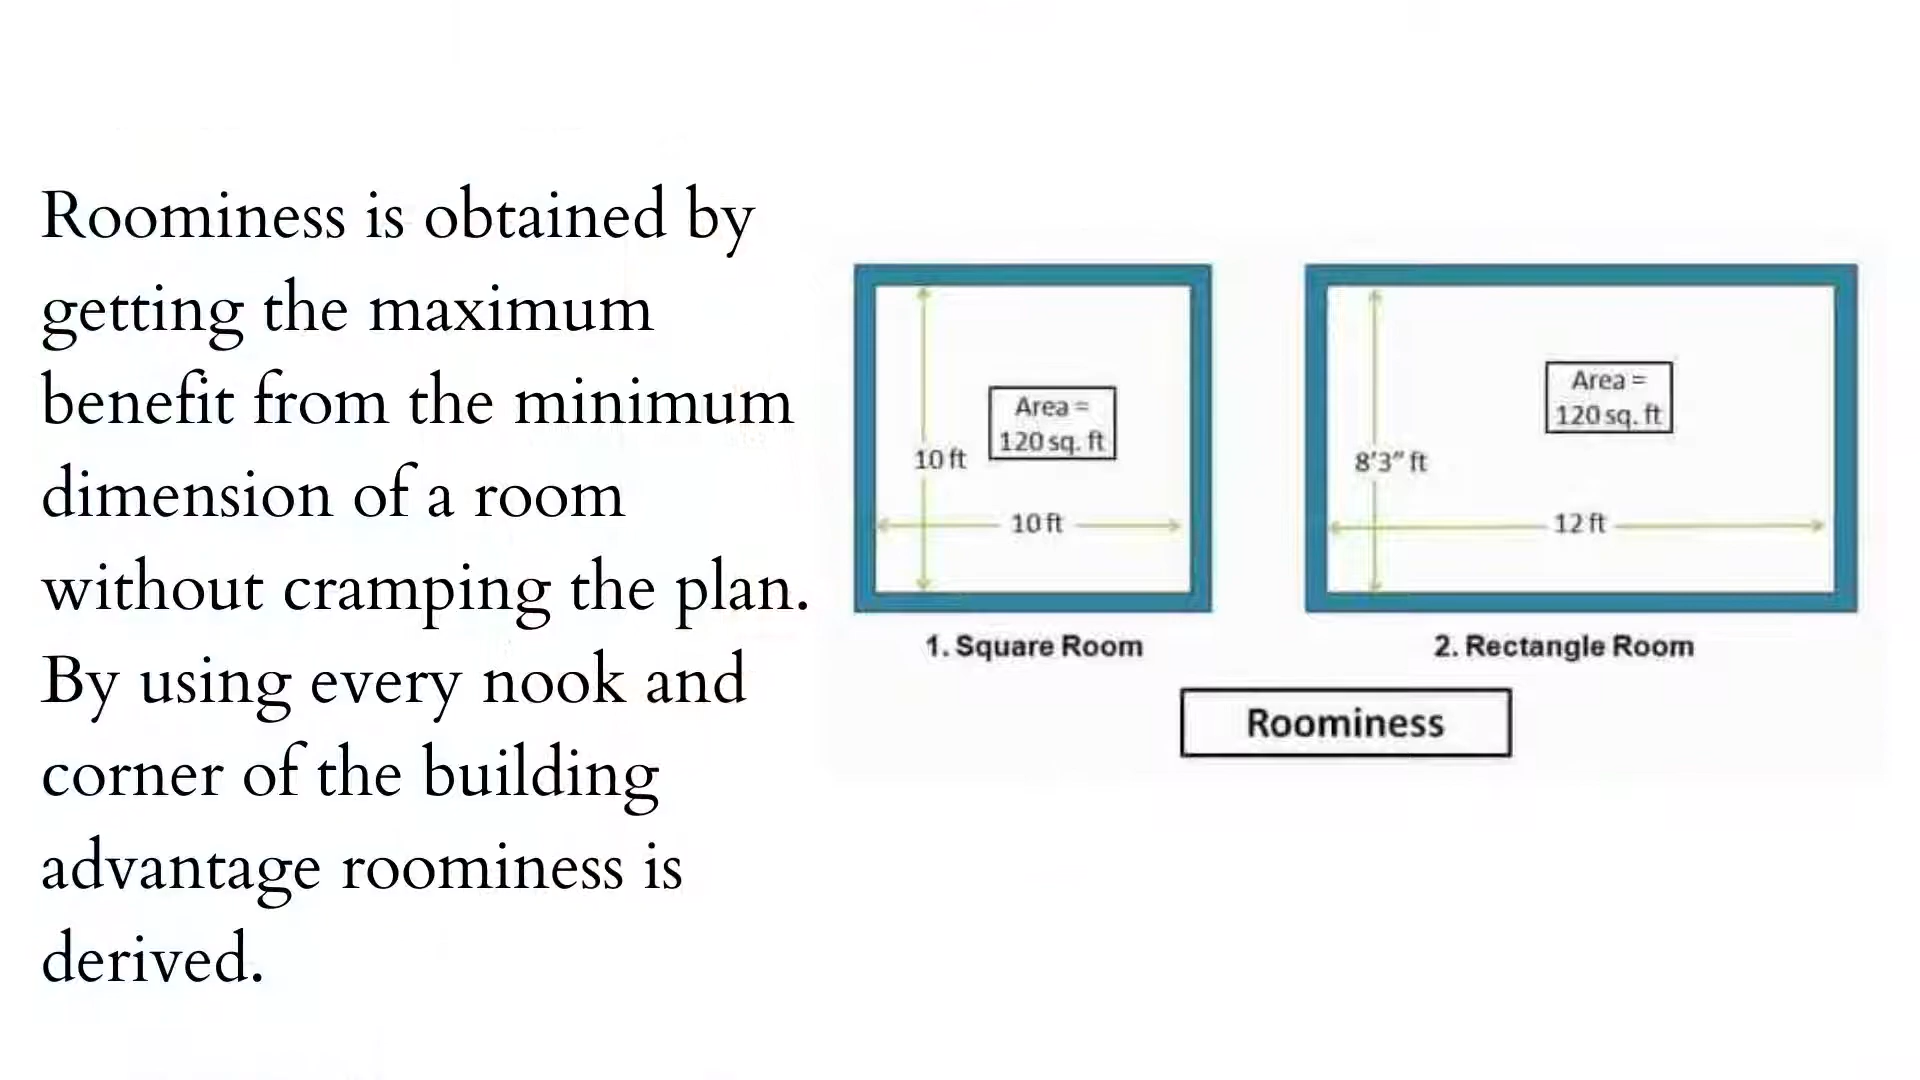 Roominess is obtained by
getting the maximum
benefit from the minimum
dimension of a room
without cramping the plan.
By using every nook and
corner of the building
advantage roominess is
derived.
Area =
120 sq. ft
10 ft
10 ft
1. Square Room
Area =
120 sq. ft
8'3" ft
12 ft
2. Rectangle Room
Roominess